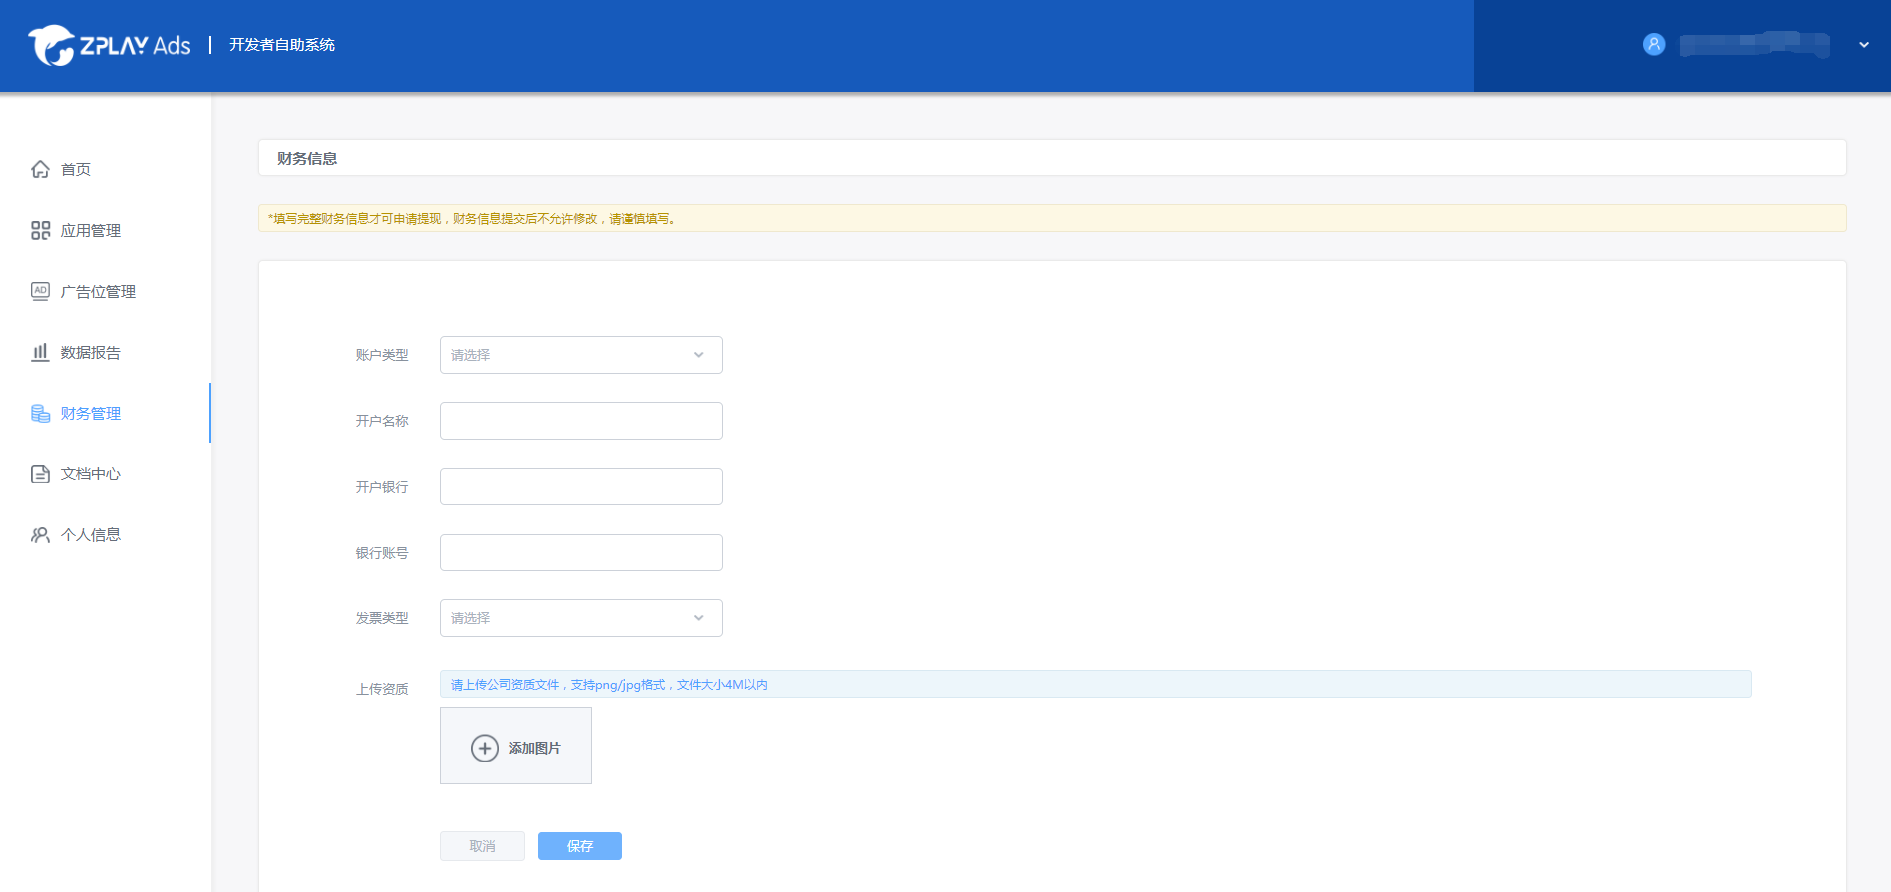 ZPLAY Ads | 开发者自助系统
首页
应用管理
AD
广告位管理
数据报告
财务管理
文档中心
个人信息
财务信息
*填写完整财务信息才可申请提现，财务信息提交后不允许修改，请谨慎填写。
账户类型 请选择
开户名称
开户银行
银行账号
发票类型 请选择
上传资质 请上传公司资质文件，支持png/jpg格式，文件大小4M以内
添加图片
取消 保存